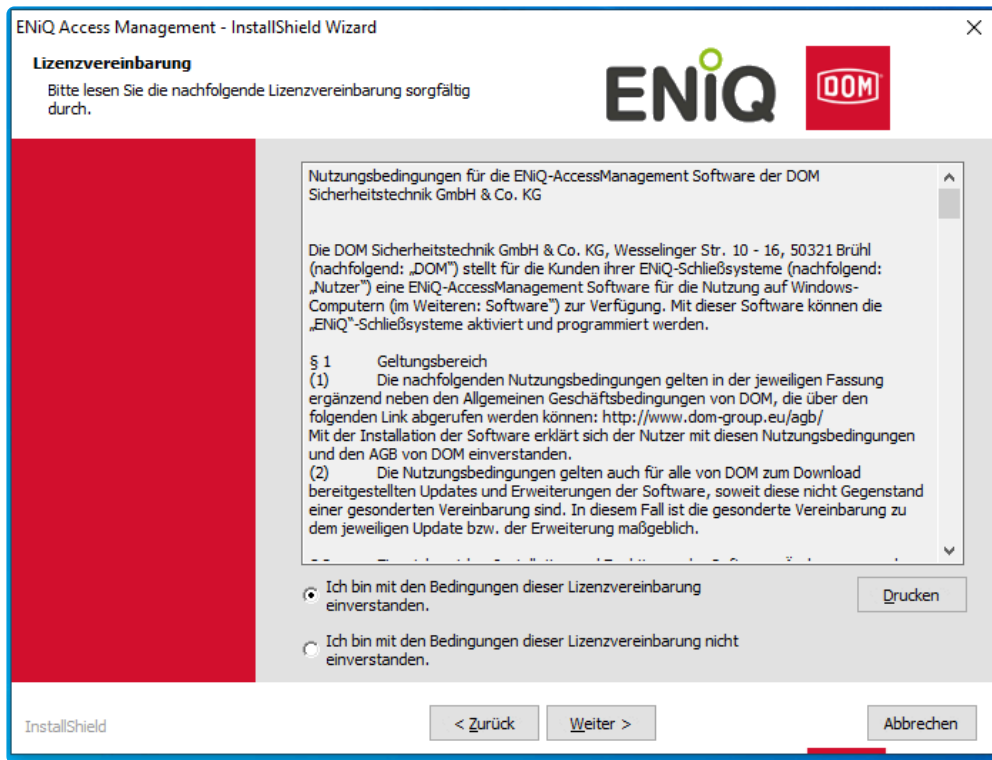 ENiQ Access Management - InstallShield Wizard
Lizenzvereinbarung
Bitte lesen Sie die nachfolgende Lizenzvereinbarung sorgfältig
durch.
ENiQ
DOM
Nutzungsbedingungen für die ENiQ-AccessManagement Software der DOM
Sicherheitstechnik GmbH & Co. KG
Die DOM Sicherheitstechnik GmbH & Co. KG, Wesselinger Str. 10 - 16, 50321 Brühl
(nachfolgend: „DOM“) stellt für die Kunden ihrer ENiQ-Schließsysteme (nachfolgend:
„Nutzer“) eine ENiQ-AccessManagement Software für die Nutzung auf Windows-
Computern (im Weiteren: Software“) zur Verfügung. Mit dieser Software können die
„ENiQ“-Schließsysteme aktiviert und programmiert werden.
§ 1 Geltungsbereich
(1) Die nachfolgenden Nutzungsbedingungen gelten in der jeweiligen Fassung
ergänzend neben den Allgemeinen Geschäftsbedingungen von DOM, die über den
folgenden Link abgerufen werden können: http://www.dom-group.eu/agb/
Mit der Installation der Software erklärt sich der Nutzer mit diesen Nutzungsbedingungen
und den AGB von DOM einverstanden.
(2) Die Nutzungsbedingungen gelten auch für alle von DOM zum Download
bereitgestellten Updates und Erweiterungen der Software, soweit diese nicht Gegenstand
einer gesonderten Vereinbarung sind. In diesem Fall ist die gesonderte Vereinbarung zu
dem jeweiligen Update bzw. der Erweiterung maßgeblich.
Ich bin mit den Bedingungen dieser Lizenzvereinbarung
einverstanden.
Drucken
Ich bin mit den Bedingungen dieser Lizenzvereinbarung nicht
einverstanden.
InstallShield
< Zurück
Weiter >
Abbrechen